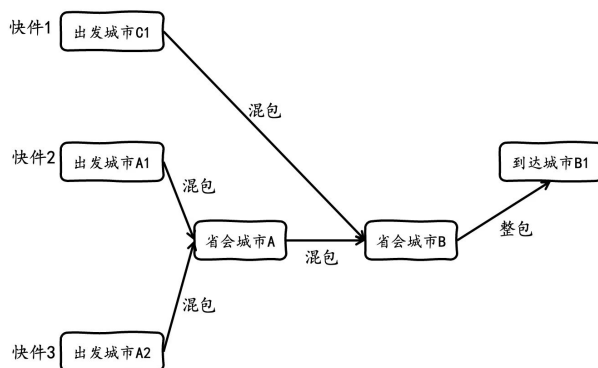 快件1
出发城市C1
混包
快件2
出发城市A1
到达城市B1
混包
省会城市A
混包
省会城市B
整包
混包
快件3
出发城市A2